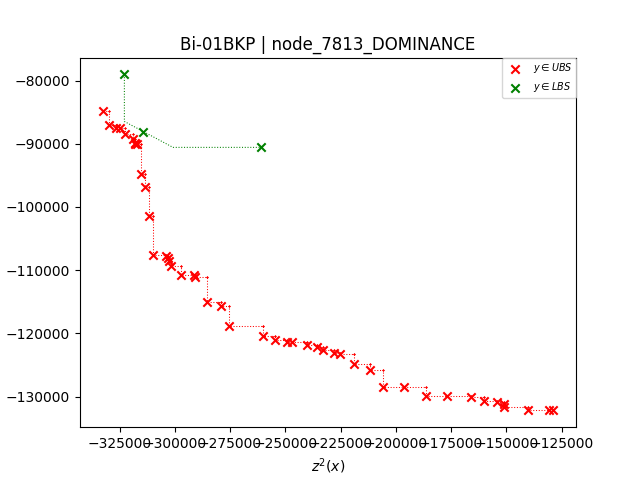 Bi-01BKP | node_7813_DOMINANCE
y ∈ UBS
y ∈ LBS
−80000
−90000
−100000
−110000
−120000
−130000
−325000 −300000 −275000 −250000 −225000 −200000 −175000 −150000 −125000
z²(x)